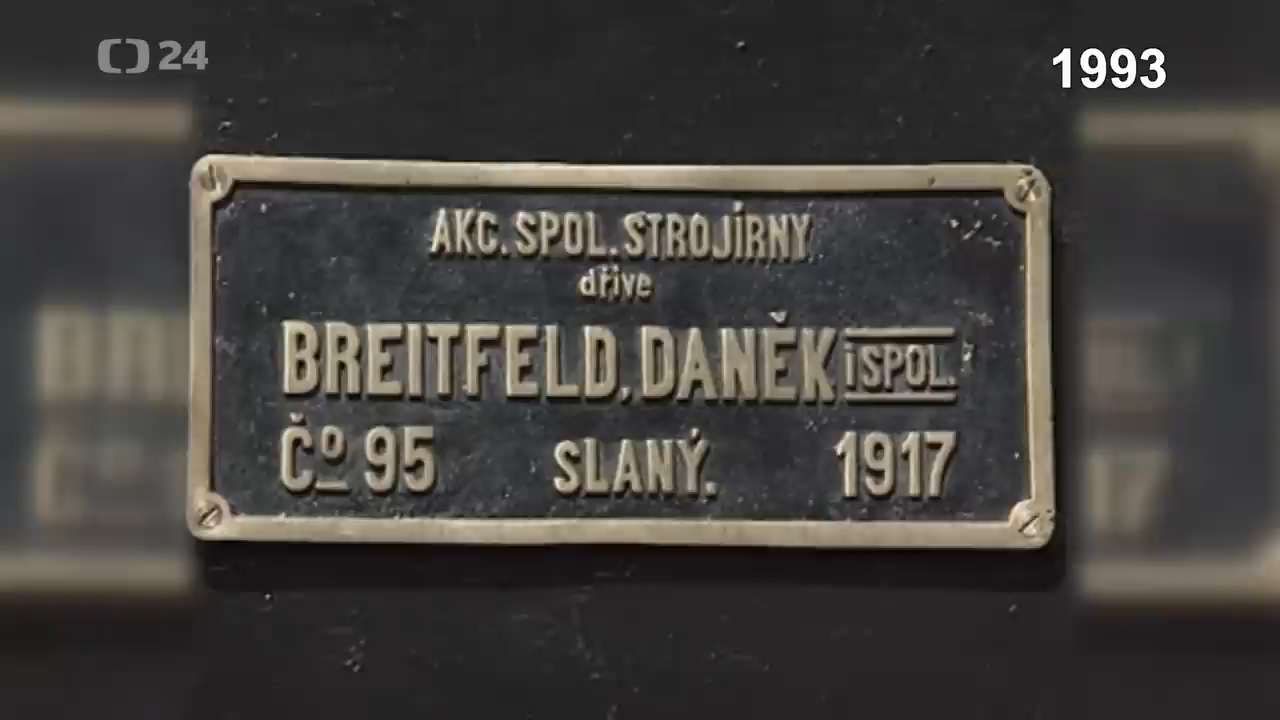 24
1993
AKC. SPOL. STROJÍRNY
dříve
BREITFELD, DANĚK i SPOL.
Čº 95 SLANÝ. 1917